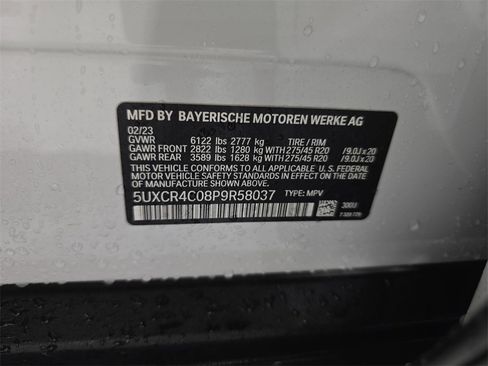 MFD BY BAYERISCHE MOTOREN WERKE AG
02/23
GVWR 6122 lbs 2777 kg TIRE / RIM
GAWR FRONT 2822 lbs 1280 kg WITH 275/45 R20 /9.0J x 20
GAWR REAR 3589 lbs 1628 kg WITH 275/45 R20 /9.0J x 20
THIS VEHICLE CONFORMS TO ALL APPLICABLE U. S. FEDERAL
MOTOR VEHICLE SAFETY STANDARDS IN EFFECT ON THE
DATE OF MANUFACTURE SHOWN ABOVE.
5UXCR4C08P9R58037 TYPE: MPV